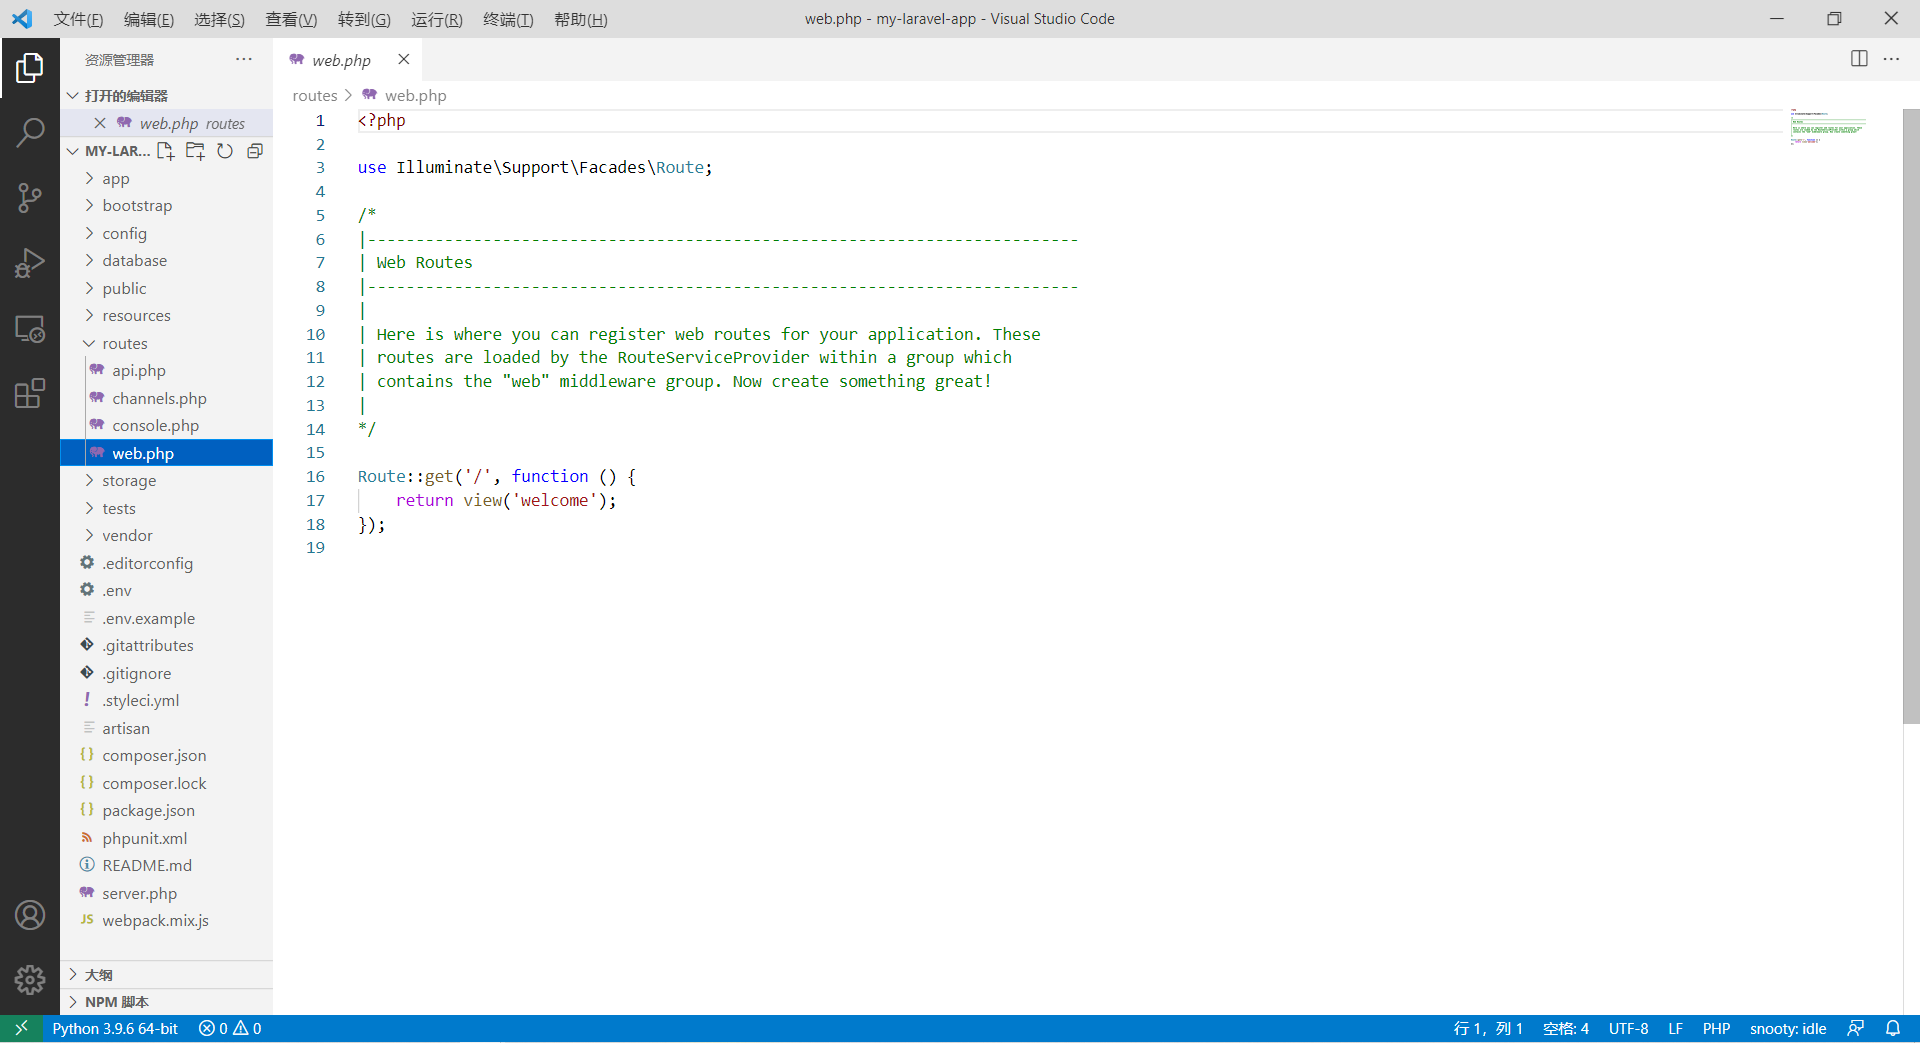 文件(F) 编辑(E) 选择(S) 查看(V) 转到(G) 运行(R) 终端(T) 帮助(H) web.php - my-laravel-app - Visual Studio Code
资源管理器
打开的编辑器
web.php routes
MY-LAR...
app
bootstrap
config
database
public
resources
routes
api.php
channels.php
console.php
web.php
storage
tests
vendor
.editorconfig
.env
.env.example
.gitattributes
.gitignore
! .styleci.yml
artisan
{} composer.json
{} composer.lock
{} package.json
phpunit.xml
README.md
server.php
JS webpack.mix.js
大纲
NPM 脚本
web.php
routes > web.php
1 <?php
2
3 use Illuminate\Support\Facades\Route;
4
5 /*
6 |--------------------------------------------------------------------------
7 | Web Routes
8 |--------------------------------------------------------------------------
9 |
10 | Here is where you can register web routes for your application. These
11 | routes are loaded by the RouteServiceProvider within a group which
12 | contains the "web" middleware group. Now create something great!
13 |
14 */
15
16 Route::get('/', function () {
17     return view('welcome');
18 });
19
Python 3.9.6 64-bit 0 0 行 1，列 1 空格: 4 UTF-8 LF PHP snooty: idle